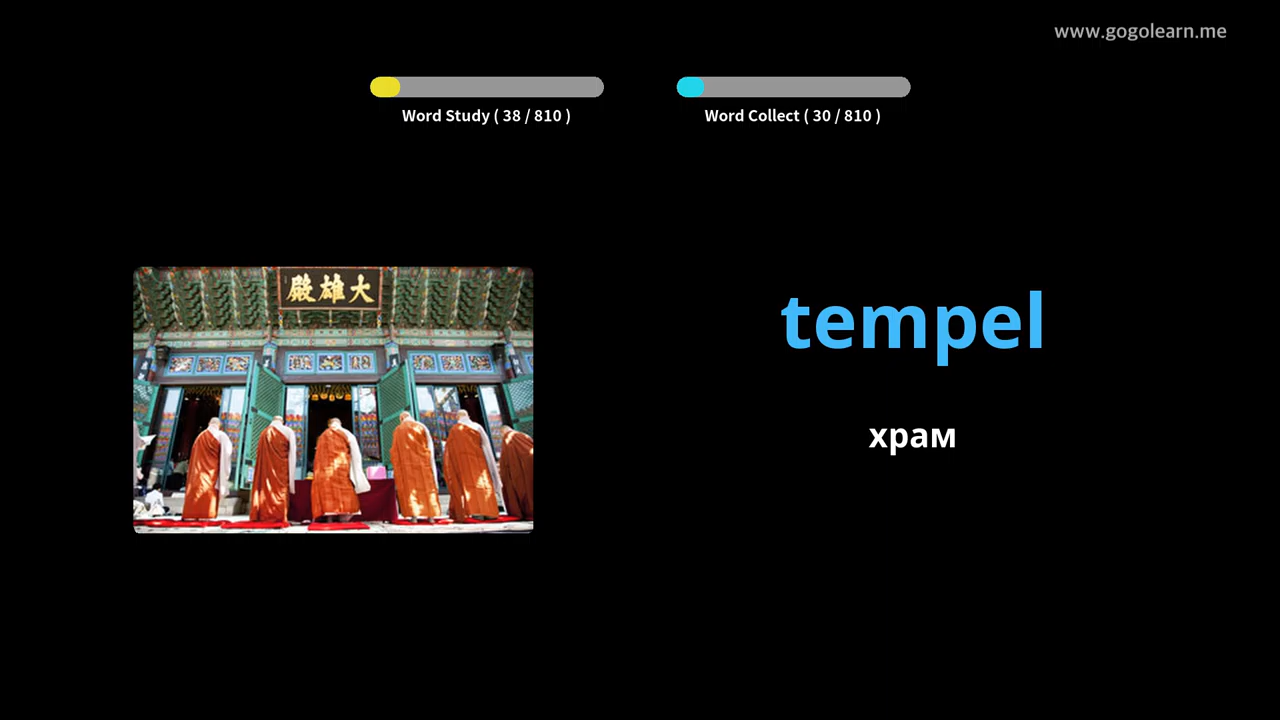 www.gogolearn.me
Word Study ( 38 / 810 )
Word Collect ( 30 / 810 )
殿雄大
tempel
храм